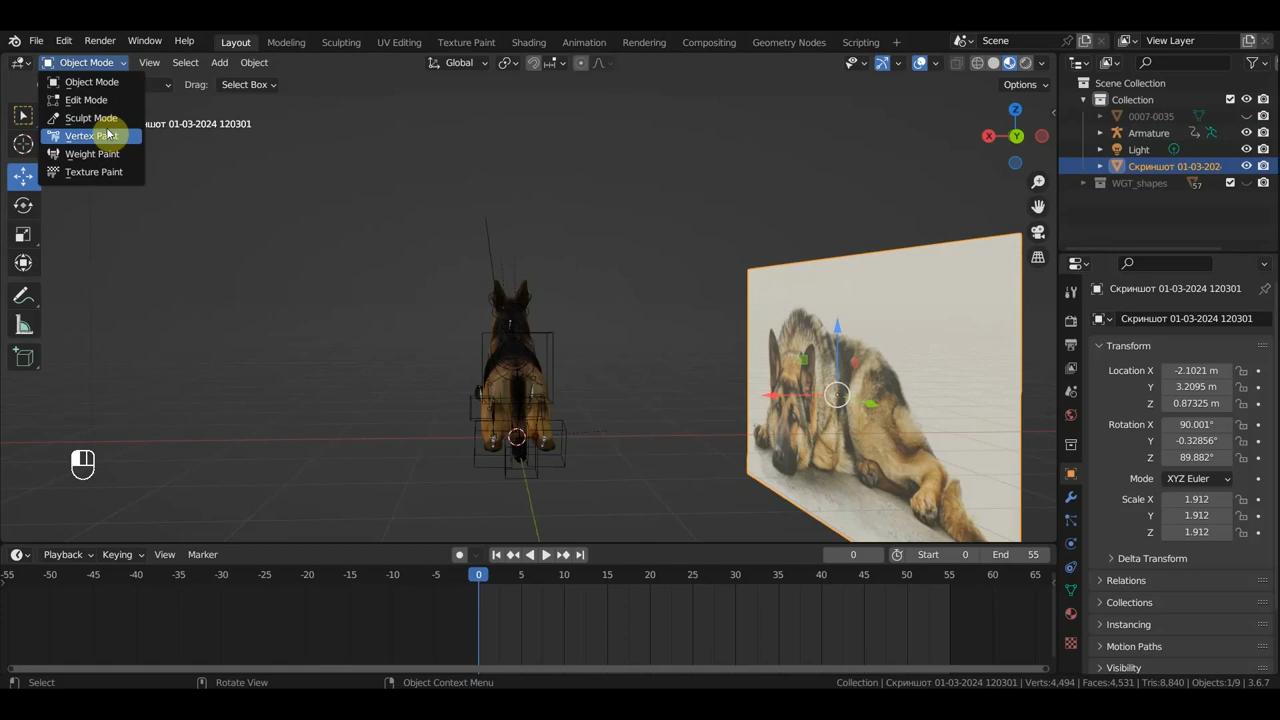 File Edit Render Window Help Layout Modeling Sculpting UV Editing Texture Paint Shading Animation Rendering Compositing Geometry Nodes Scripting + Scene View Layer
Object Mode View Select Add Object Global
Drag: Select Box Options
Object Mode
Edit Mode
Sculpt Mode
Vertex Paint
Weight Paint
Texture Paint
шот 01-03-2024 120301
X
Y
Z
Scene Collection
Collection
0007-0035
Armature
Light
Скриншот 01-03-202
WGT_shapes 57
Скриншот 01-03-2024 120301
Скриншот 01-03-2024 120301
Transform
Location X -2.1021 m
Y 3.2095 m
Z 0.87325 m
Rotation X 90.001°
Y -0.32856°
Z 89.882°
Mode XYZ Euler
Scale X 1.912
Y 1.912
Z 1.912
Delta Transform
Relations
Collections
Instancing
Motion Paths
Visibility
Playback Keying View Marker 0 Start 0 End 55
-55 -50 -45 -40 -35 -30 -25 -20 -15 -10 -5 0 5 10 15 20 25 30 35 40 45 50 55 60 65
Select Rotate View Object Context Menu Collection | Скриншот 01-03-2024 120301 | Verts:4,494 | Faces:4,531 | Tris:8,840 | Objects:1/9 | 3.6.7